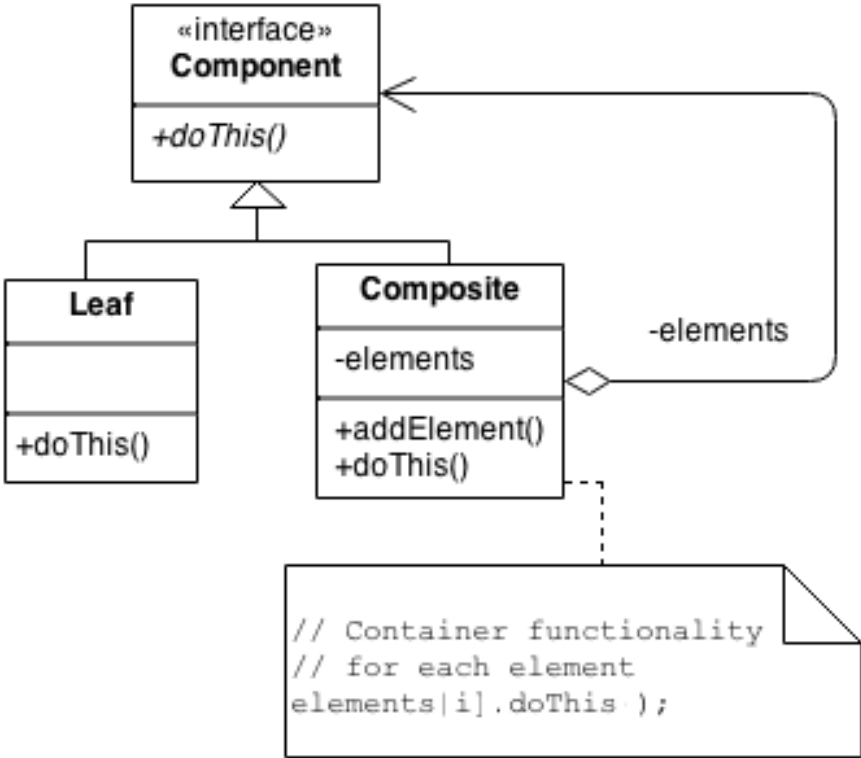 «interface»
Component
+doThis()
Leaf
+doThis()
Composite
-elements
+addElement()
+doThis()
-elements
// Container functionality
// for each element
elements|i].doThis );